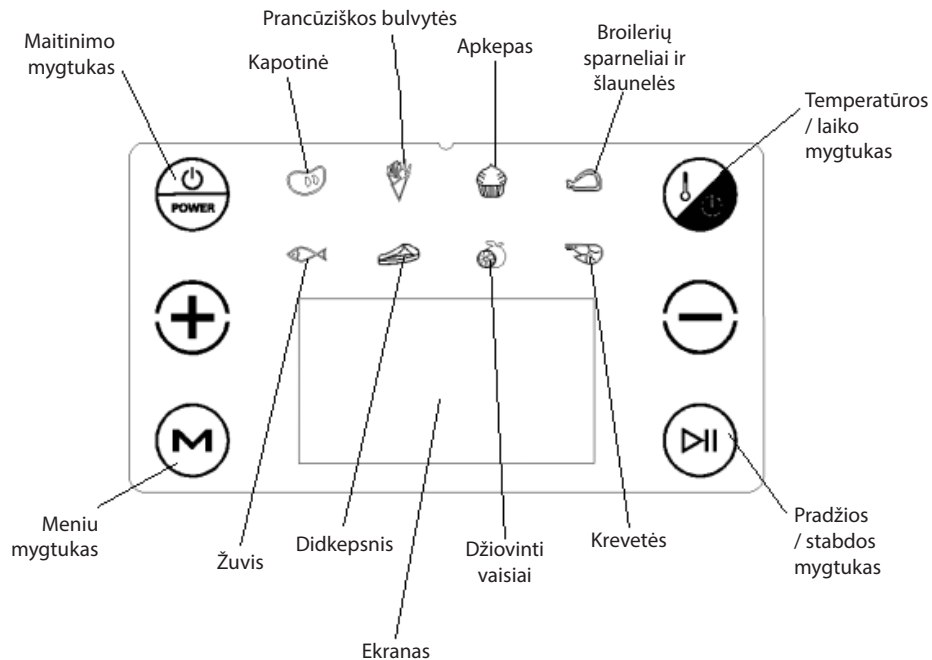 Prancūziškos bulvytės
Maitinimo
mygtukas
Kapotinė
Apkepas
Broilerių
sparneliai ir
šlaunelės
Temperatūros
/ laiko
mygtukas
POWER
M
Meniu
mygtukas
Žuvis
Didkepsnis
Džiovinti
vaisiai
Krevetės
Pradžios
/ stabdos
mygtukas
Ekranas